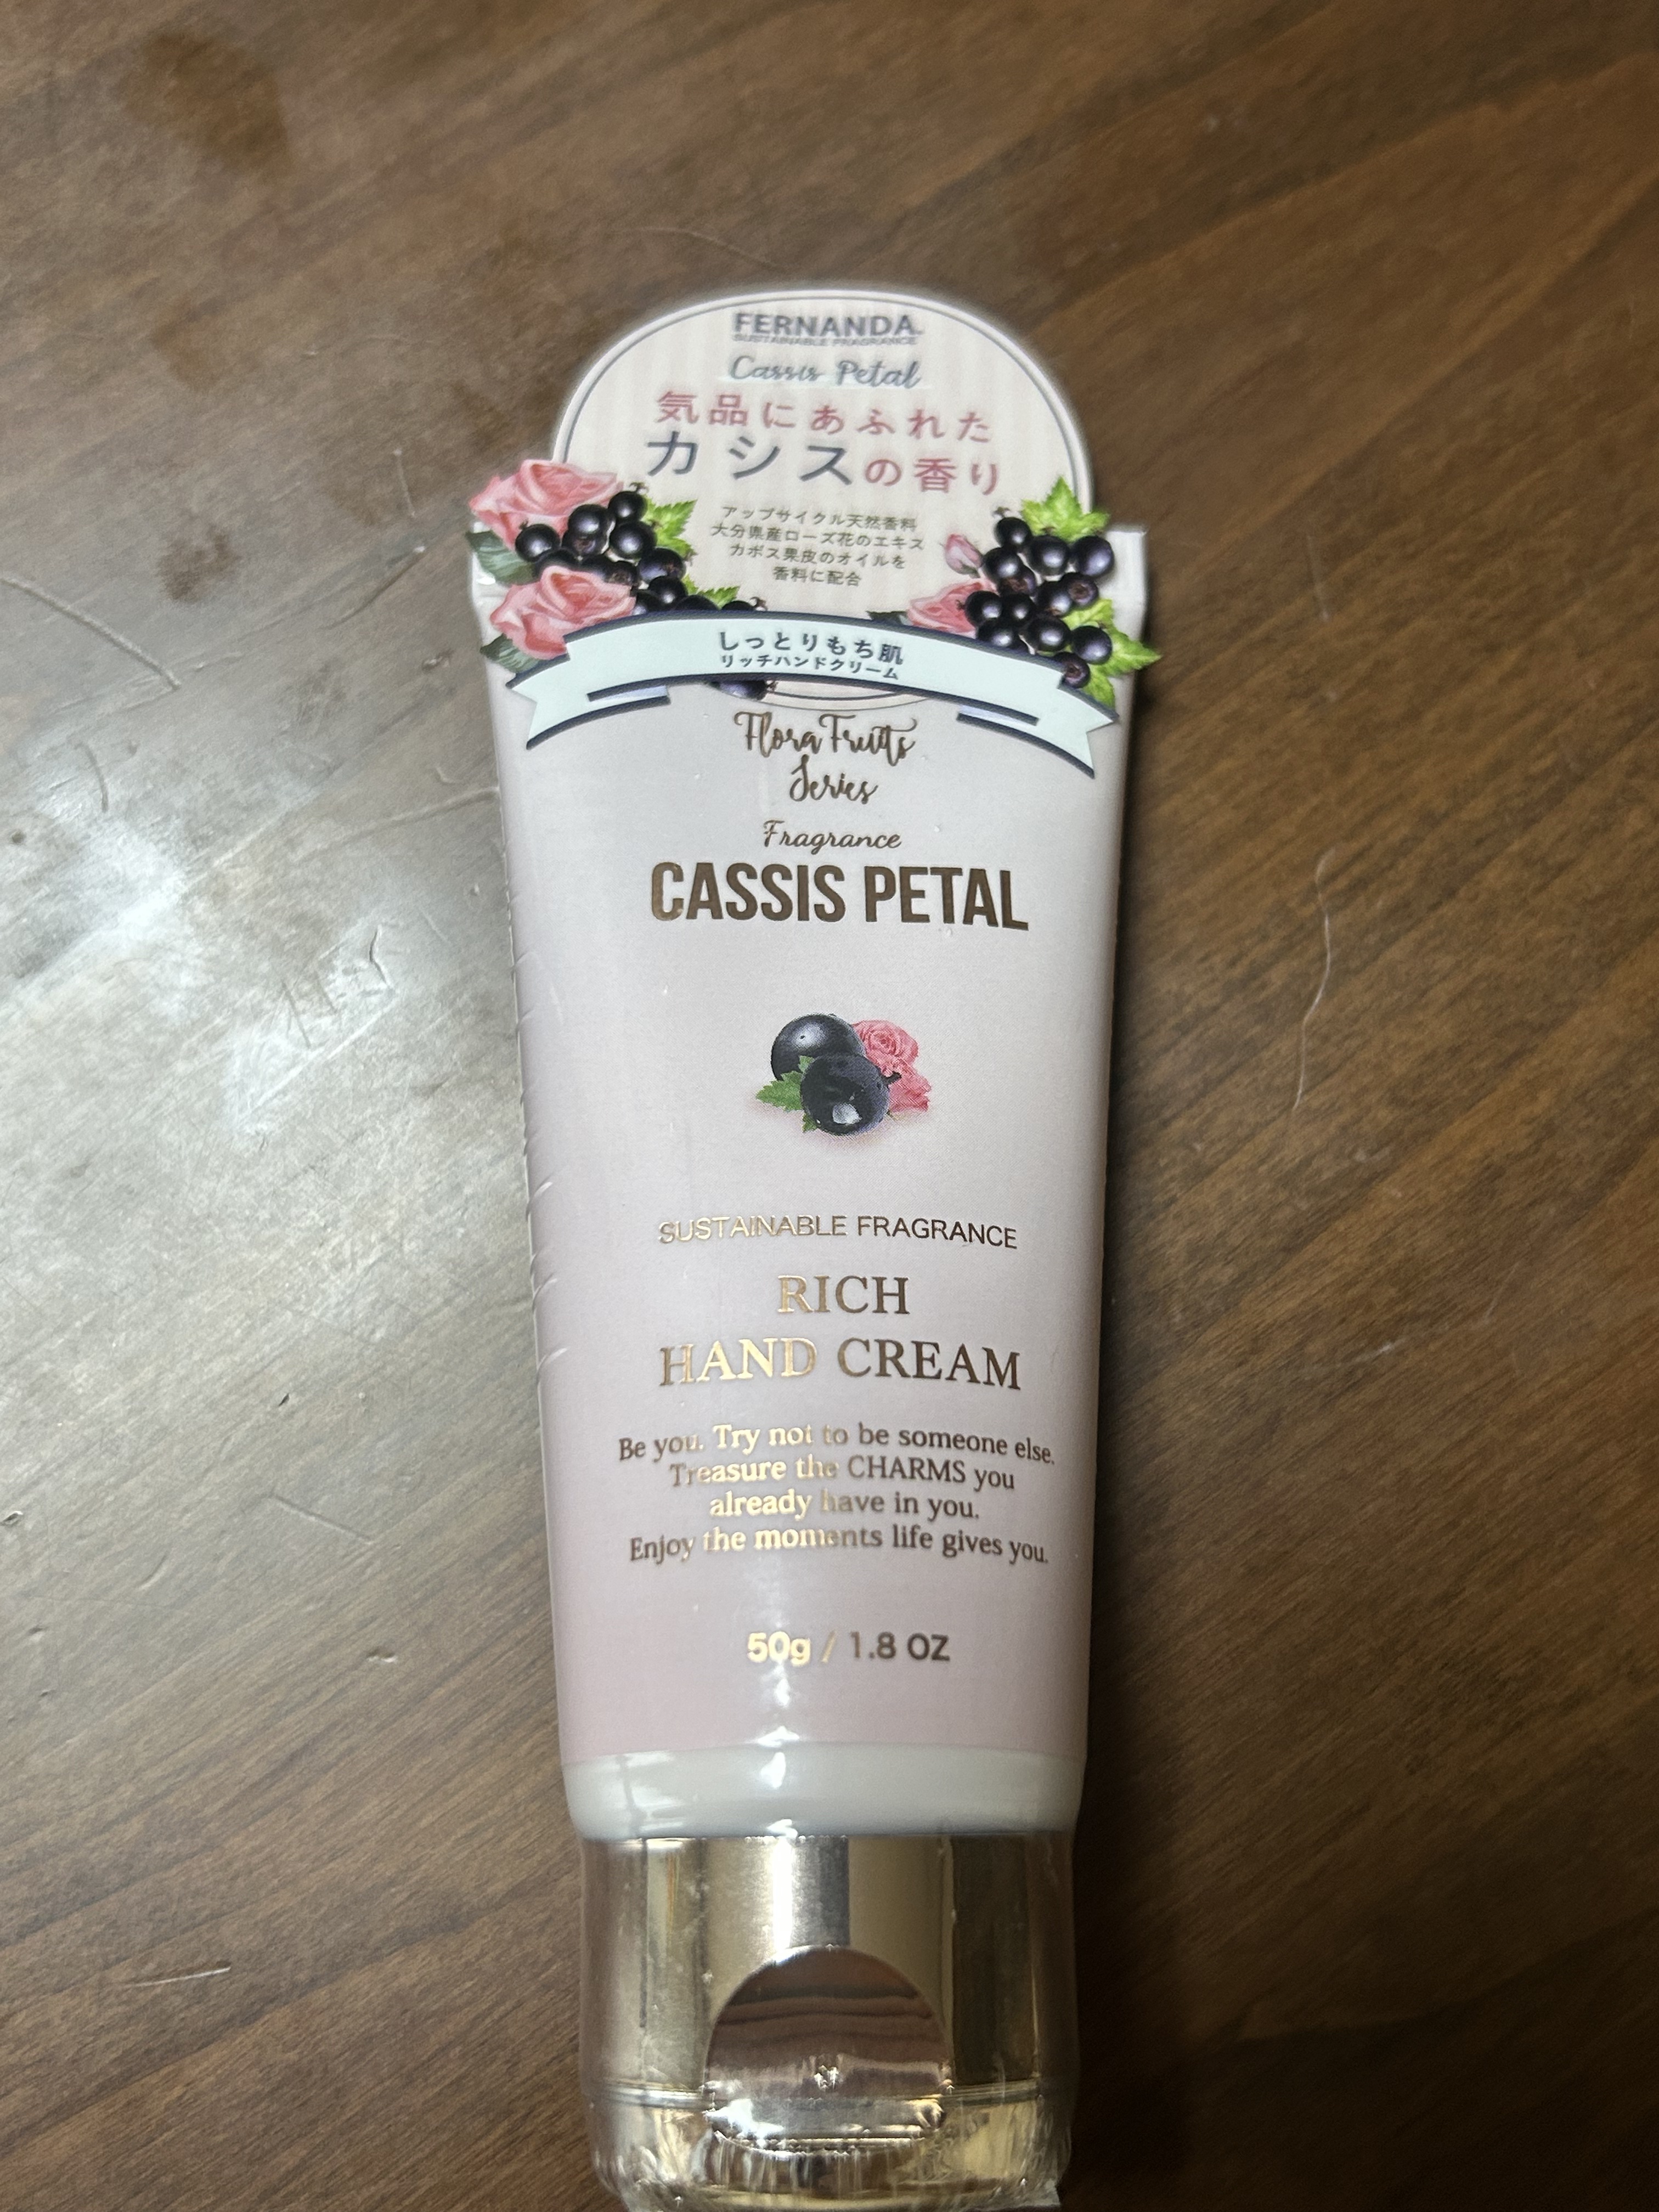 FERNANDA
SUSTAINABLE FRAGRANCE
Cassis Petal
気品にあふれた
カシスの香り
アップサイクル天然香料
大分県産ローズ花のエキス
カボス果皮のオイルを
香料に配合
しっとりもち肌
リッチハンドクリーム
Flora Fruits
Series
Fragrance
CASSIS PETAL
SUSTAINABLE FRAGRANCE
RICH
HAND CREAM
Be you. Try not to be someone else.
Treasure the CHARMS you
already have in you.
Enjoy the moments life gives you.
50g / 1.8 OZ